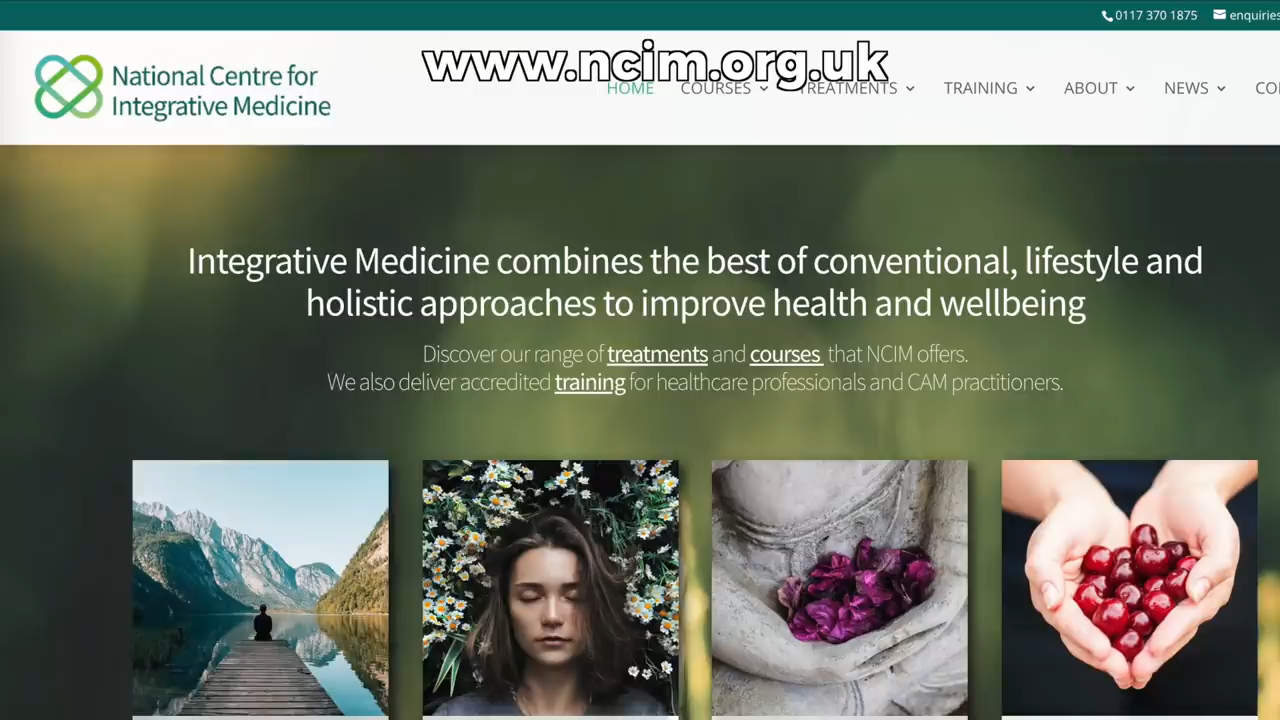 0117 370 1875 enquiries
www.ncim.org.uk
National Centre for
Integrative Medicine
HOME COURSES TREATMENTS TRAINING ABOUT NEWS
Integrative Medicine combines the best of conventional, lifestyle and
holistic approaches to improve health and wellbeing
Discover our range of treatments and courses that NCIM offers.
We also deliver accredited training for healthcare professionals and CAM practitioners.